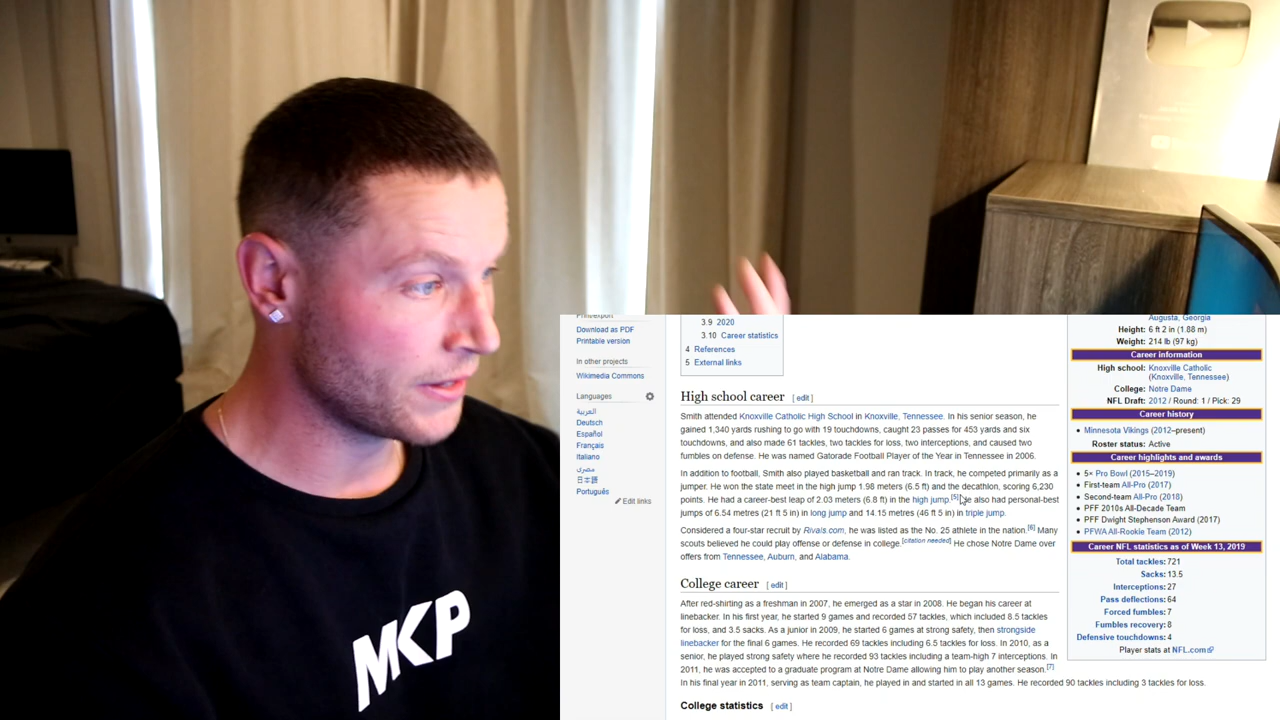 MKP
Print/export
Download as PDF
Printable version
In other projects
Wikimedia Commons
Languages
العربية
Deutsch
Español
Français
Italiano
مصرى
日本語
Português
Edit links
3.9 2020
3.10 Career statistics
4 References
5 External links
High school career [ edit ]
Smith attended Knoxville Catholic High School in Knoxville, Tennessee. In his senior season, he
gained 1,340 yards rushing to go with 19 touchdowns, caught 23 passes for 453 yards and six
touchdowns, and also made 61 tackles, two tackles for loss, two interceptions, and caused two
fumbles on defense. He was named Gatorade Football Player of the Year in Tennessee in 2006.
In addition to football, Smith also played basketball and ran track. In track, he competed primarily as a
jumper. He won the state meet in the high jump 1.98 meters (6.5 ft) and the decathlon, scoring 6,230
points. He had a career-best leap of 2.03 meters (6.8 ft) in the high jump.[5] He also had personal-best
jumps of 6.54 metres (21 ft 5 in) in long jump and 14.15 metres (46 ft 5 in) in triple jump.
Considered a four-star recruit by Rivals.com, he was listed as the No. 25 athlete in the nation.[6] Many
scouts believed he could play offense or defense in college.[citation needed] He chose Notre Dame over
offers from Tennessee, Auburn, and Alabama.
College career [ edit ]
After red-shirting as a freshman in 2007, he emerged as a star in 2008. He began his career at
linebacker. In his first year, he started 9 games and recorded 57 tackles, which included 8.5 tackles
for loss, and 3.5 sacks. As a junior in 2009, he started 6 games at strong safety, then strongside
linebacker for the final 6 games. He recorded 69 tackles including 6.5 tackles for loss. In 2010, as a
senior, he played strong safety where he recorded 93 tackles including a team-high 7 interceptions. In
2011, he was accepted to a graduate program at Notre Dame allowing him to play another season.[7]
In his final year in 2011, serving as team captain, he played in and started in all 13 games. He recorded 90 tackles including 3 tackles for loss.
College statistics [ edit ]
Augusta, Georgia
Height: 6 ft 2 in (1.88 m)
Weight: 214 lb (97 kg)
Career information
High school: Knoxville Catholic
(Knoxville, Tennessee)
College: Notre Dame
NFL Draft: 2012 / Round: 1 / Pick: 29
Career history
• Minnesota Vikings (2012–present)
Roster status: Active
Career highlights and awards
• 5× Pro Bowl (2015–2019)
• First-team All-Pro (2017)
• Second-team All-Pro (2018)
• PFF 2010s All-Decade Team
• PFF Dwight Stephenson Award (2017)
• PFWA All-Rookie Team (2012)
Career NFL statistics as of Week 13, 2019
Total tackles: 721
Sacks: 13.5
Interceptions: 27
Pass deflections: 64
Forced fumbles: 7
Fumbles recovery: 8
Defensive touchdowns: 4
Player stats at NFL.com